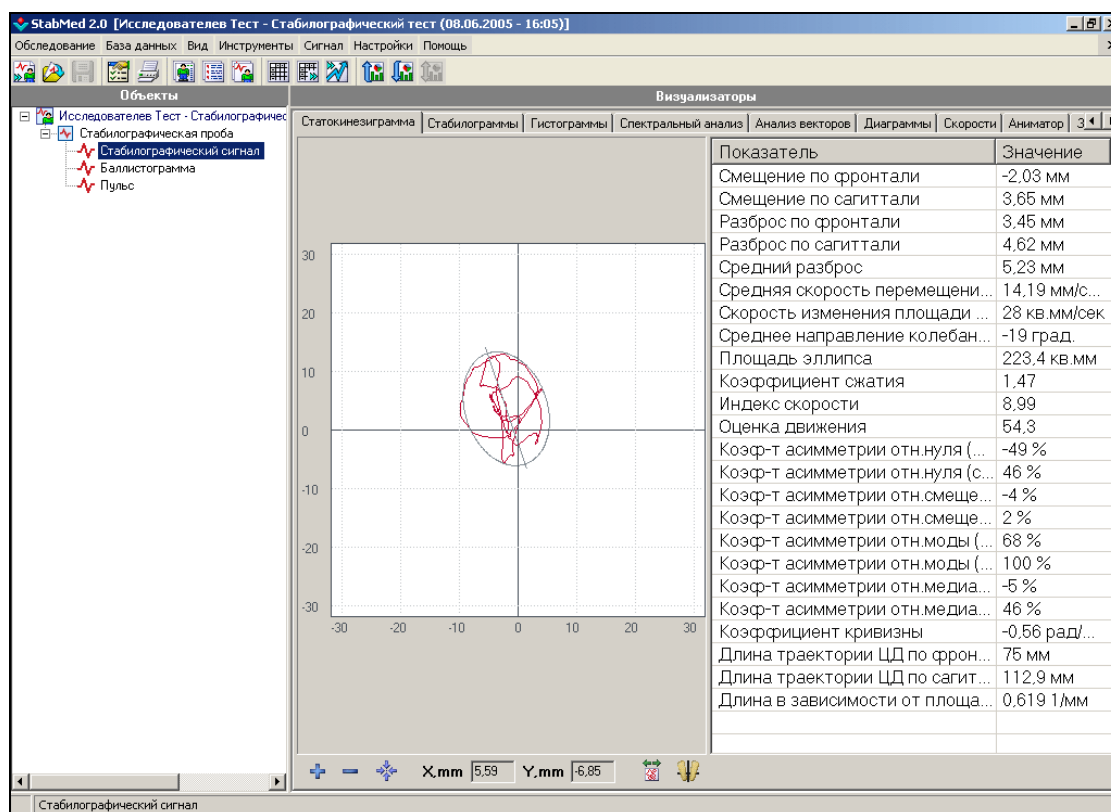 StabMed 2.0 [Исследователев Тест - Стабилографический тест (08.06.2005 - 16:05)]
Обследование База данных Вид Инструменты Сигнал Настройки Помощь
Объекты
Визуализаторы
Исследователев Тест - Стабилографичес
Стабилографическая проба
Стабилографический сигнал
Баллистограмма
Пульс
Статокинезиграмма Стабилограммы Гистограммы Спектральный анализ Анализ векторов Диаграммы Скорости Аниматор З
30
20
10
0
-10
-20
-30
-30 -20 -10 0 10 20 30
Показатель Значение
Смещение по фронтали -2,03 мм
Смещение по сагиттали 3,65 мм
Разброс по фронтали 3,45 мм
Разброс по сагиттали 4,62 мм
Средний разброс 5,23 мм
Средняя скорость перемещени... 14,19 мм/с...
Скорость изменения площади ... 28 кв.мм/сек
Среднее направление колебан... -19 град.
Площадь эллипса 223,4 кв.мм
Коэффициент сжатия 1,47
Индекс скорости 8,99
Оценка движения 54,3
Коэф-т асимметрии отн.нуля (... -49 %
Коэф-т асимметрии отн.нуля (с... 46 %
Коэф-т асимметрии отн.смеще... -4 %
Коэф-т асимметрии отн.смеще... 2 %
Коэф-т асимметрии отн.моды (... 68 %
Коэф-т асимметрии отн.моды (... 100 %
Коэф-т асимметрии отн.медиа... -5 %
Коэф-т асимметрии отн.медиа... 46 %
Коэффициент кривизны -0,56 рад/...
Длина траектории ЦД по фрон... 75 мм
Длина траектории ЦД по сагит... 112,9 мм
Длина в зависимости от площа... 0,619 1/мм
X,mm 5,59 Y,mm -6,85
Стабилографический сигнал